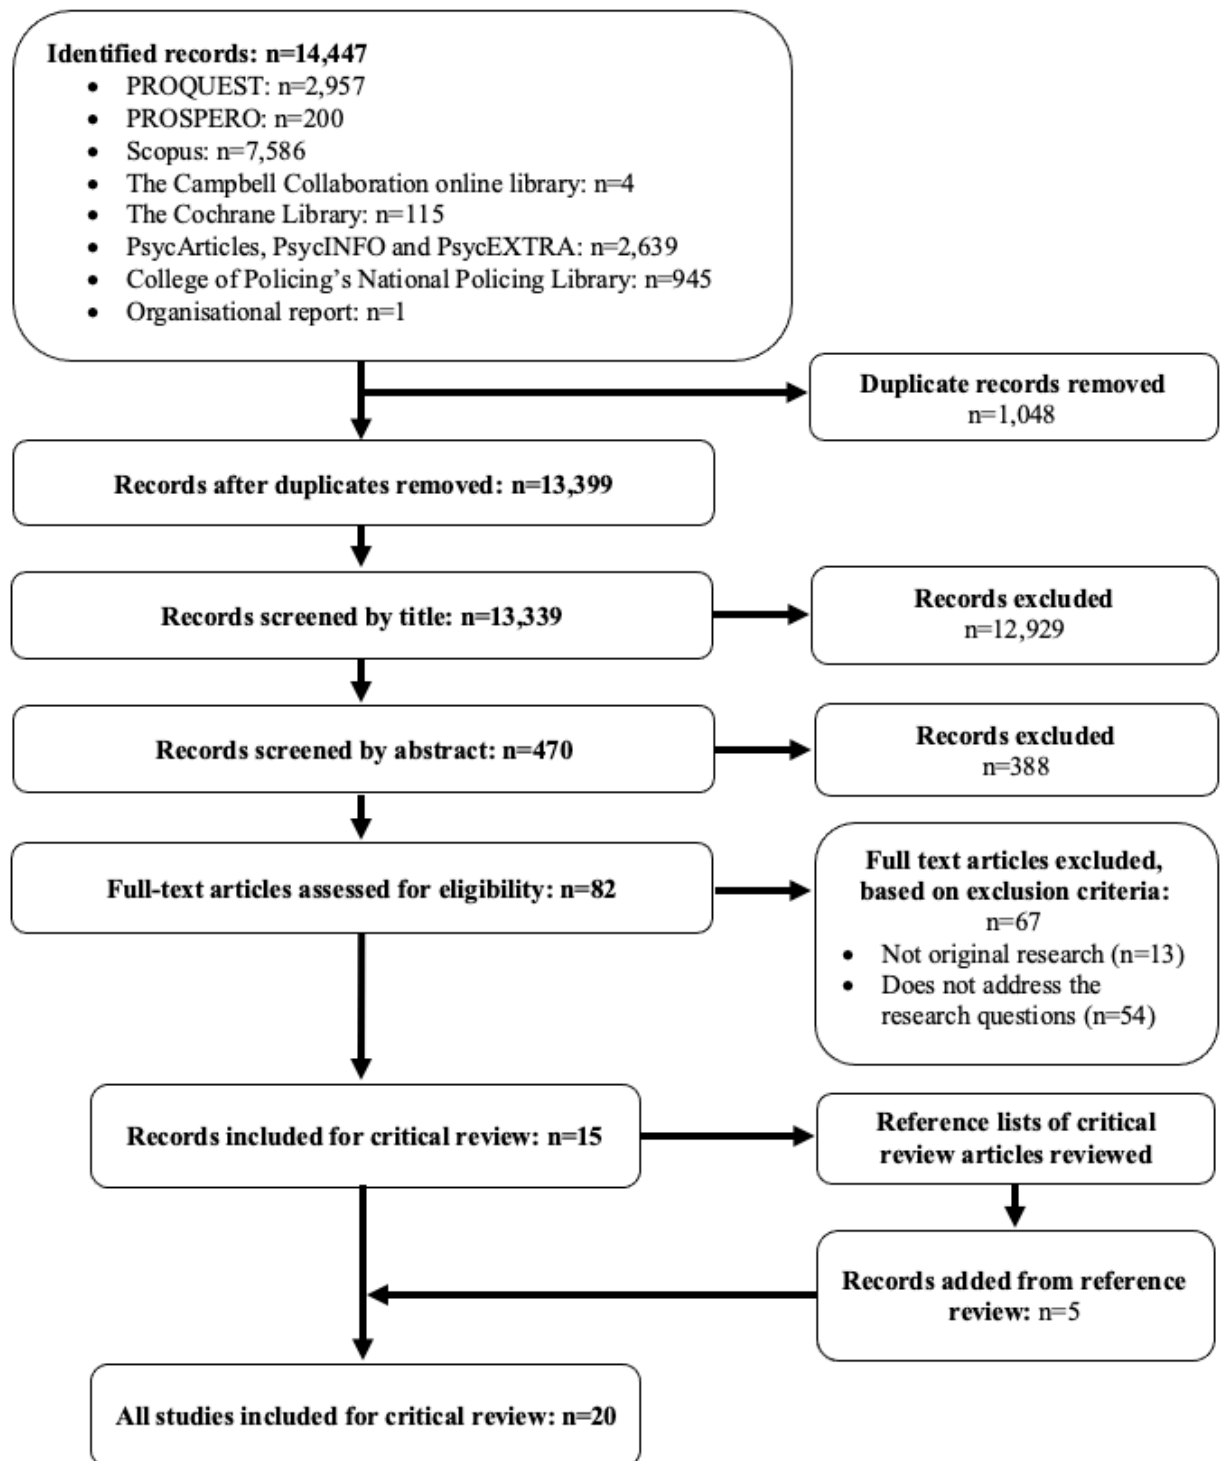 Identified records: n=14,447
• PROQUEST: n=2,957
• PROSPERO: n=200
• Scopus: n=7,586
• The Campbell Collaboration online library: n=4
• The Cochrane Library: n=115
• PsycArticles, PsycINFO and PsycEXTRA: n=2,639
• College of Policing’s National Policing Library: n=945
• Organisational report: n=1
Duplicate records removed
n=1,048
Records after duplicates removed: n=13,399
Records screened by title: n=13,339
Records excluded
n=12,929
Records screened by abstract: n=470
Records excluded
n=388
Full-text articles assessed for eligibility: n=82
Full text articles excluded,
based on exclusion criteria:
n=67
• Not original research (n=13)
• Does not address the
research questions (n=54)
Records included for critical review: n=15
Reference lists of critical
review articles reviewed
Records added from reference
review: n=5
All studies included for critical review: n=20